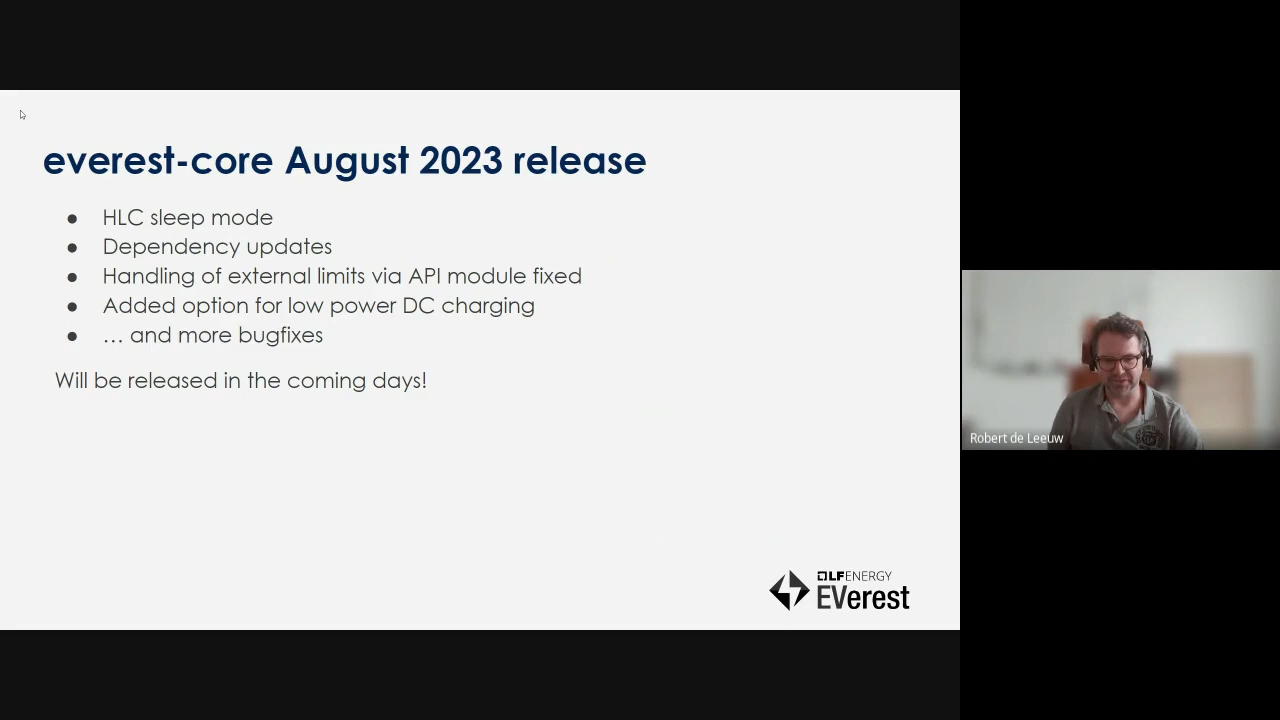 everest-core August 2023 release
● HLC sleep mode
● Dependency updates
● Handling of external limits via API module fixed
● Added option for low power DC charging
● … and more bugfixes
Will be released in the coming days!
LFENERGY
EVerest
Robert de Leeuw